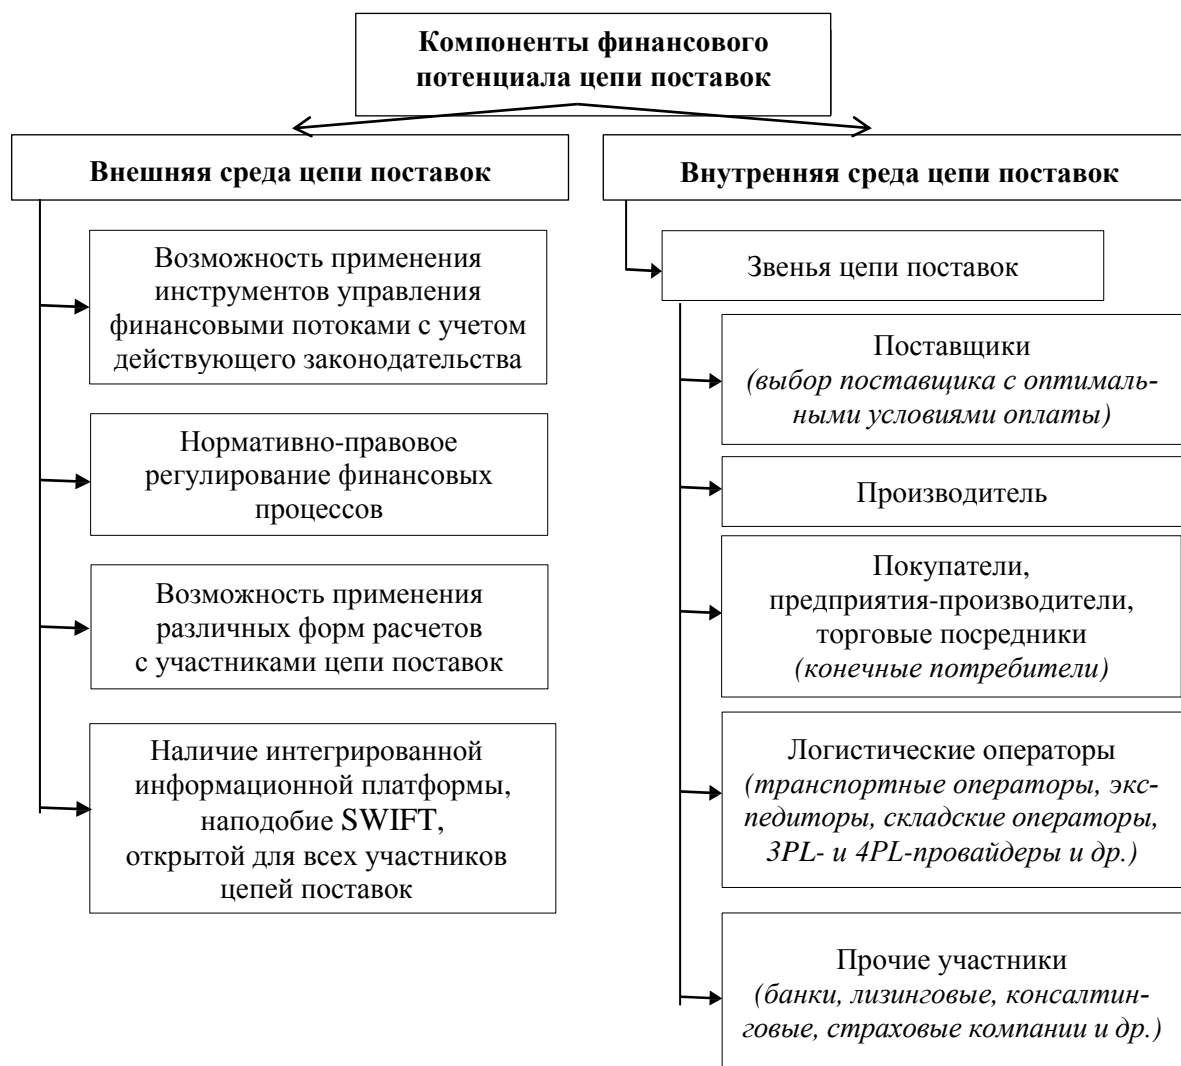 Компоненты финансового
потенциала цепи поставок
Внешняя среда цепи поставок
Возможность применения
инструментов управления
финансовыми потоками с учетом
действующего законодательства
Нормативно-правовое
регулирование финансовых
процессов
Возможность применения
различных форм расчетов
с участниками цепи поставок
Наличие интегрированной
информационной платформы,
наподобие SWIFT,
открытой для всех участников
цепей поставок
Внутренняя среда цепи поставок
Звенья цепи поставок
Поставщики
(выбор поставщика с оптималь-
ными условиями оплаты)
Производитель
Покупатели,
предприятия-производители,
торговые посредники
(конечные потребители)
Логистические операторы
(транспортные операторы, экс-
педиторы, складские операторы,
3PL- и 4PL-провайдеры и др.)
Прочие участники
(банки, лизинговые, консалтин-
говые, страховые компании и др.)